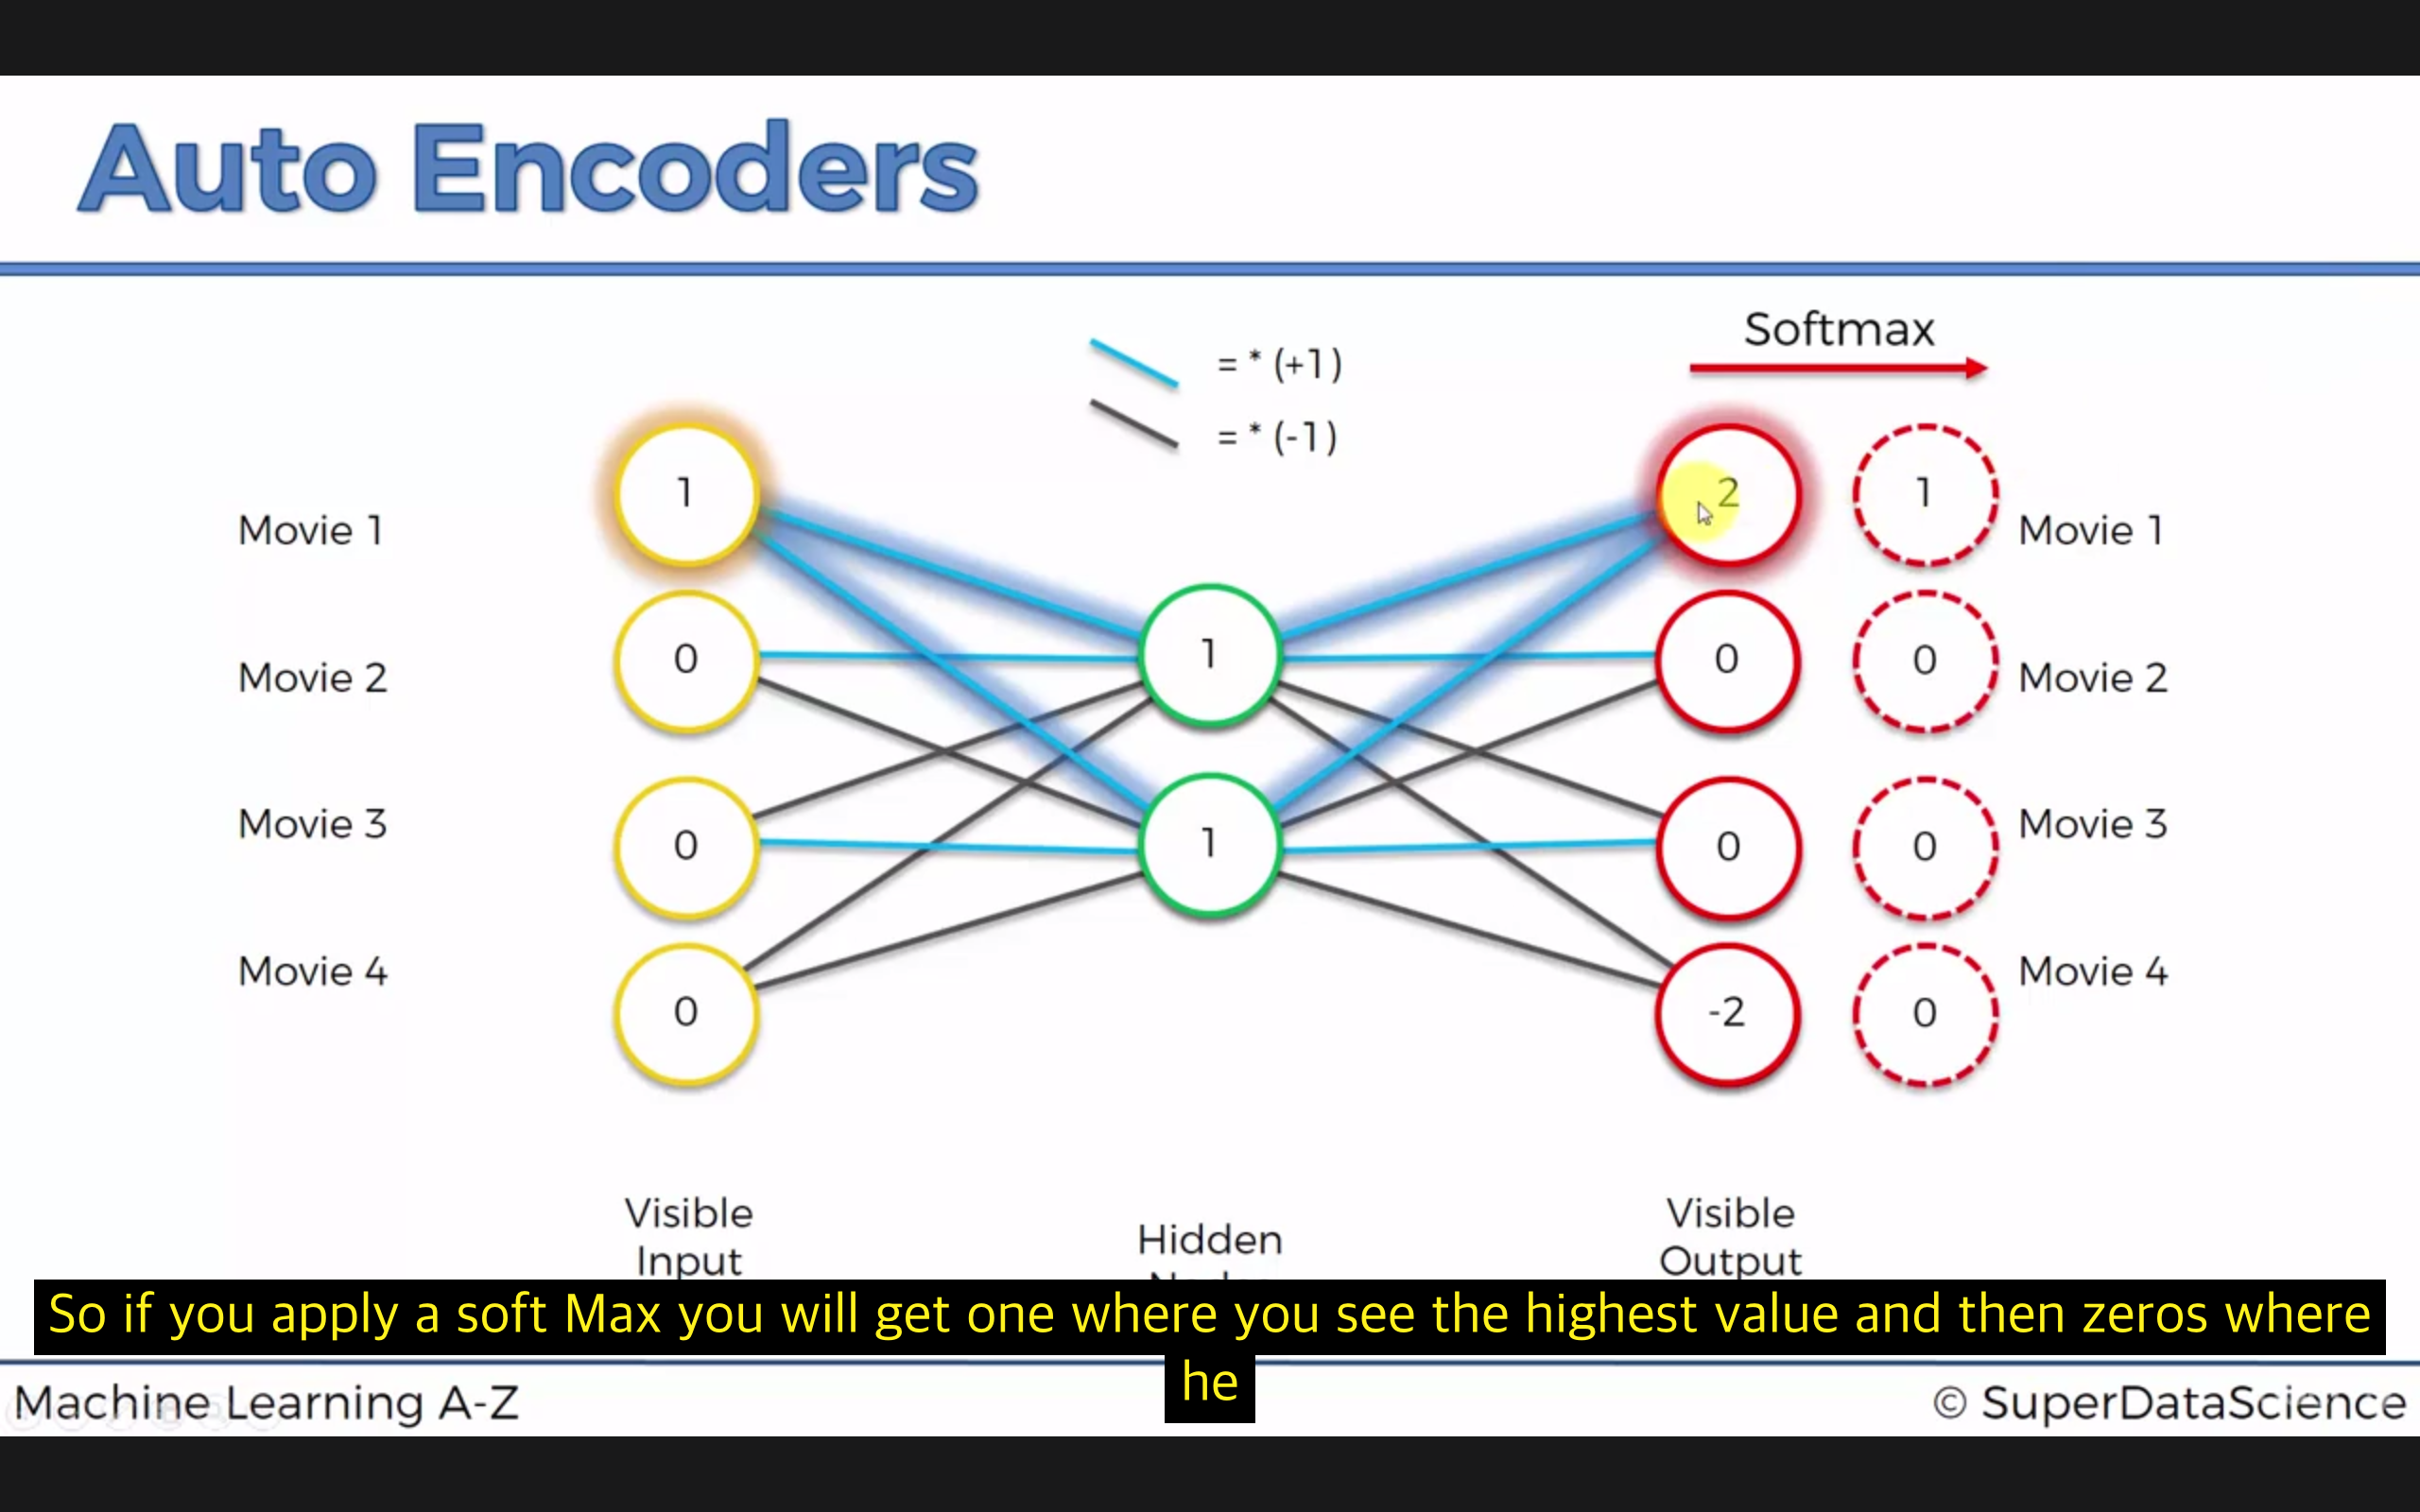 Auto Encoders
= * (+1)
= * (-1)
Softmax
Movie 1
1
1
2
1
Movie 1
Movie 2
0
1
0
0
Movie 2
Movie 3
0
0
0
Movie 3
Movie 4
0
-2
0
Movie 4
Visible
Input
Hidden
Visible
Output
So if you apply a soft Max you will get one where you see the highest value and then zeros where
he
Machine Learning A-Z
© SuperDataScience